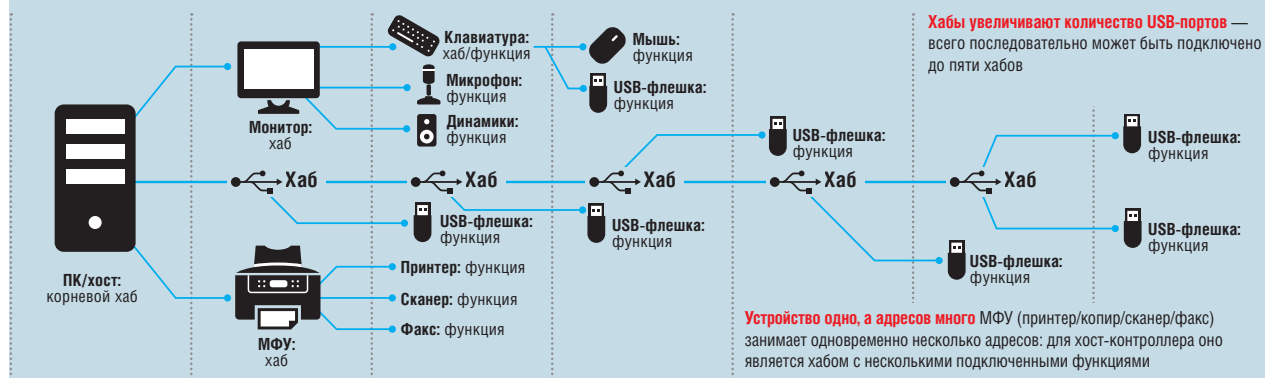 Хабы увеличивают количество USB-портов —
всего последовательно может быть подключено
до пяти хабов
Клавиатура:
хаб/функция
Мышь:
функция
Микрофон:
функция
USB-флешка:
функция
Монитор:
хаб
Динамики:
функция
USB-флешка:
функция
USB-флешка:
функция
Хаб
Хаб
Хаб
Хаб
Хаб
USB-флешка:
функция
USB-флешка:
функция
USB-флешка:
функция
USB-флешка:
функция
ПК/хост:
корневой хаб
Принтер: функция
Сканер: функция
Факс: функция
МФУ:
хаб
Устройство одно, а адресов много МФУ (принтер/копир/сканер/факс)
занимает одновременно несколько адресов: для хост-контроллера оно
является хабом с несколькими подключенными функциями